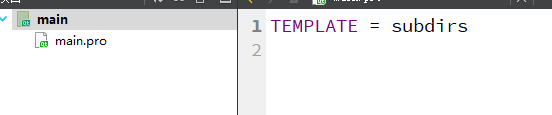 main
main.pro
1 TEMPLATE = subdirs
2